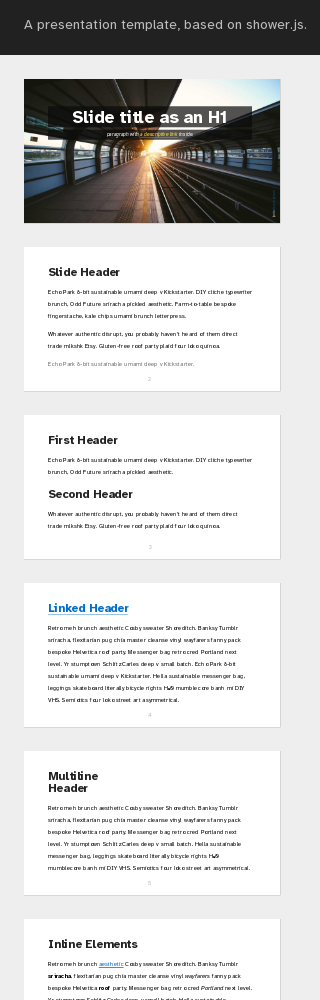 A presentation template, based on shower.js.
Slide title as an H1
paragraph with a descriptive link inside.
Slide Header
Echo Park 8-bit sustainable umami deep v Kickstarter. DIY cliche typewriter
brunch. Odd Future sriracha pickled aesthetic. Farm-to-table bespoke
fingerstache, kale chips umami brunch letterpress.
Whatever authentic disrupt, you probably haven't heard of them direct
trade mlkshk Etsy. Gluten-free roof party plaid four loko quinoa.
Echo Park 8-bit sustainable umami deep v Kickstarter.
2
First Header
Echo Park 8-bit sustainable umami deep v Kickstarter. DIY cliche typewriter
brunch. Odd Future sriracha pickled aesthetic.
Second Header
Whatever authentic disrupt, you probably haven't heard of them direct
trade mlkshk Etsy. Gluten-free roof party plaid four loko quinoa.
3
Linked Header
Retro meh brunch aesthetic Cosby sweater Shoreditch. Banksy Tumblr
sriracha, flexitarian pug chia master cleanse vinyl wayfarers fanny pack
bespoke Helvetica roof party. Messenger bag retro cred Portland next
level. Yr stumptown Schlitz Carles deep v small batch. Echo Park 8-bit
sustainable umami deep v Kickstarter. Hella sustainable messenger bag,
leggings skateboard literally bicycle rights H&M mumblecore banh mi DIY
VHS. Semiotics four loko street art asymmetrical.
4
Multiline
Header
Retro meh brunch aesthetic Cosby sweater Shoreditch. Banksy Tumblr
sriracha, flexitarian pug chia master cleanse vinyl wayfarers fanny pack
bespoke Helvetica roof party. Messenger bag retro cred Portland next
level. Yr stumptown Schlitz Carles deep v small batch. Hella sustainable
messenger bag, leggings skateboard literally bicycle rights H&M
mumblecore banh mi DIY VHS. Semiotics four loko street art asymmetrical.
5
Inline Elements
Retro meh brunch aesthetic Cosby sweater Shoreditch. Banksy Tumblr
sriracha, flexitarian pug chia master cleanse vinyl wayfarers fanny pack
bespoke Helvetica roof party. Messenger bag retro cred Portland next